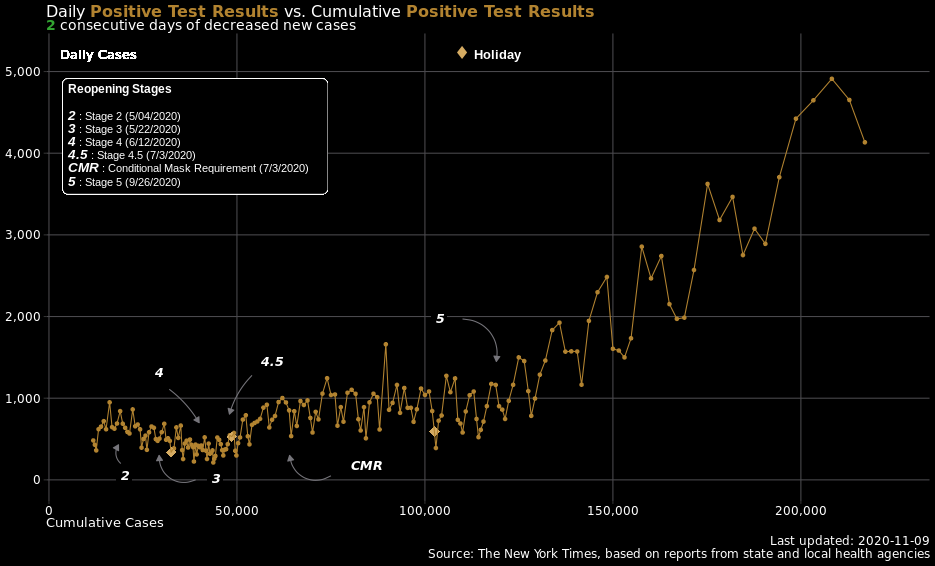 Daily Positive Test Results vs. Cumulative Positive Test Results
2 consecutive days of decreased new cases
Daily Cases
Holiday
5,000
Reopening Stages
2 : Stage 2 (5/04/2020)
3 : Stage 3 (5/22/2020)
4 : Stage 4 (6/12/2020)
4.5 : Stage 4.5 (7/3/2020)
CMR : Conditional Mask Requirement (7/3/2020)
5 : Stage 5 (9/26/2020)
4,000
3,000
2,000
5
4.5
4
1,000
CMR
2
3
0
0 50,000 100,000 150,000 200,000
Cumulative Cases
Last updated: 2020-11-09
Source: The New York Times, based on reports from state and local health agencies